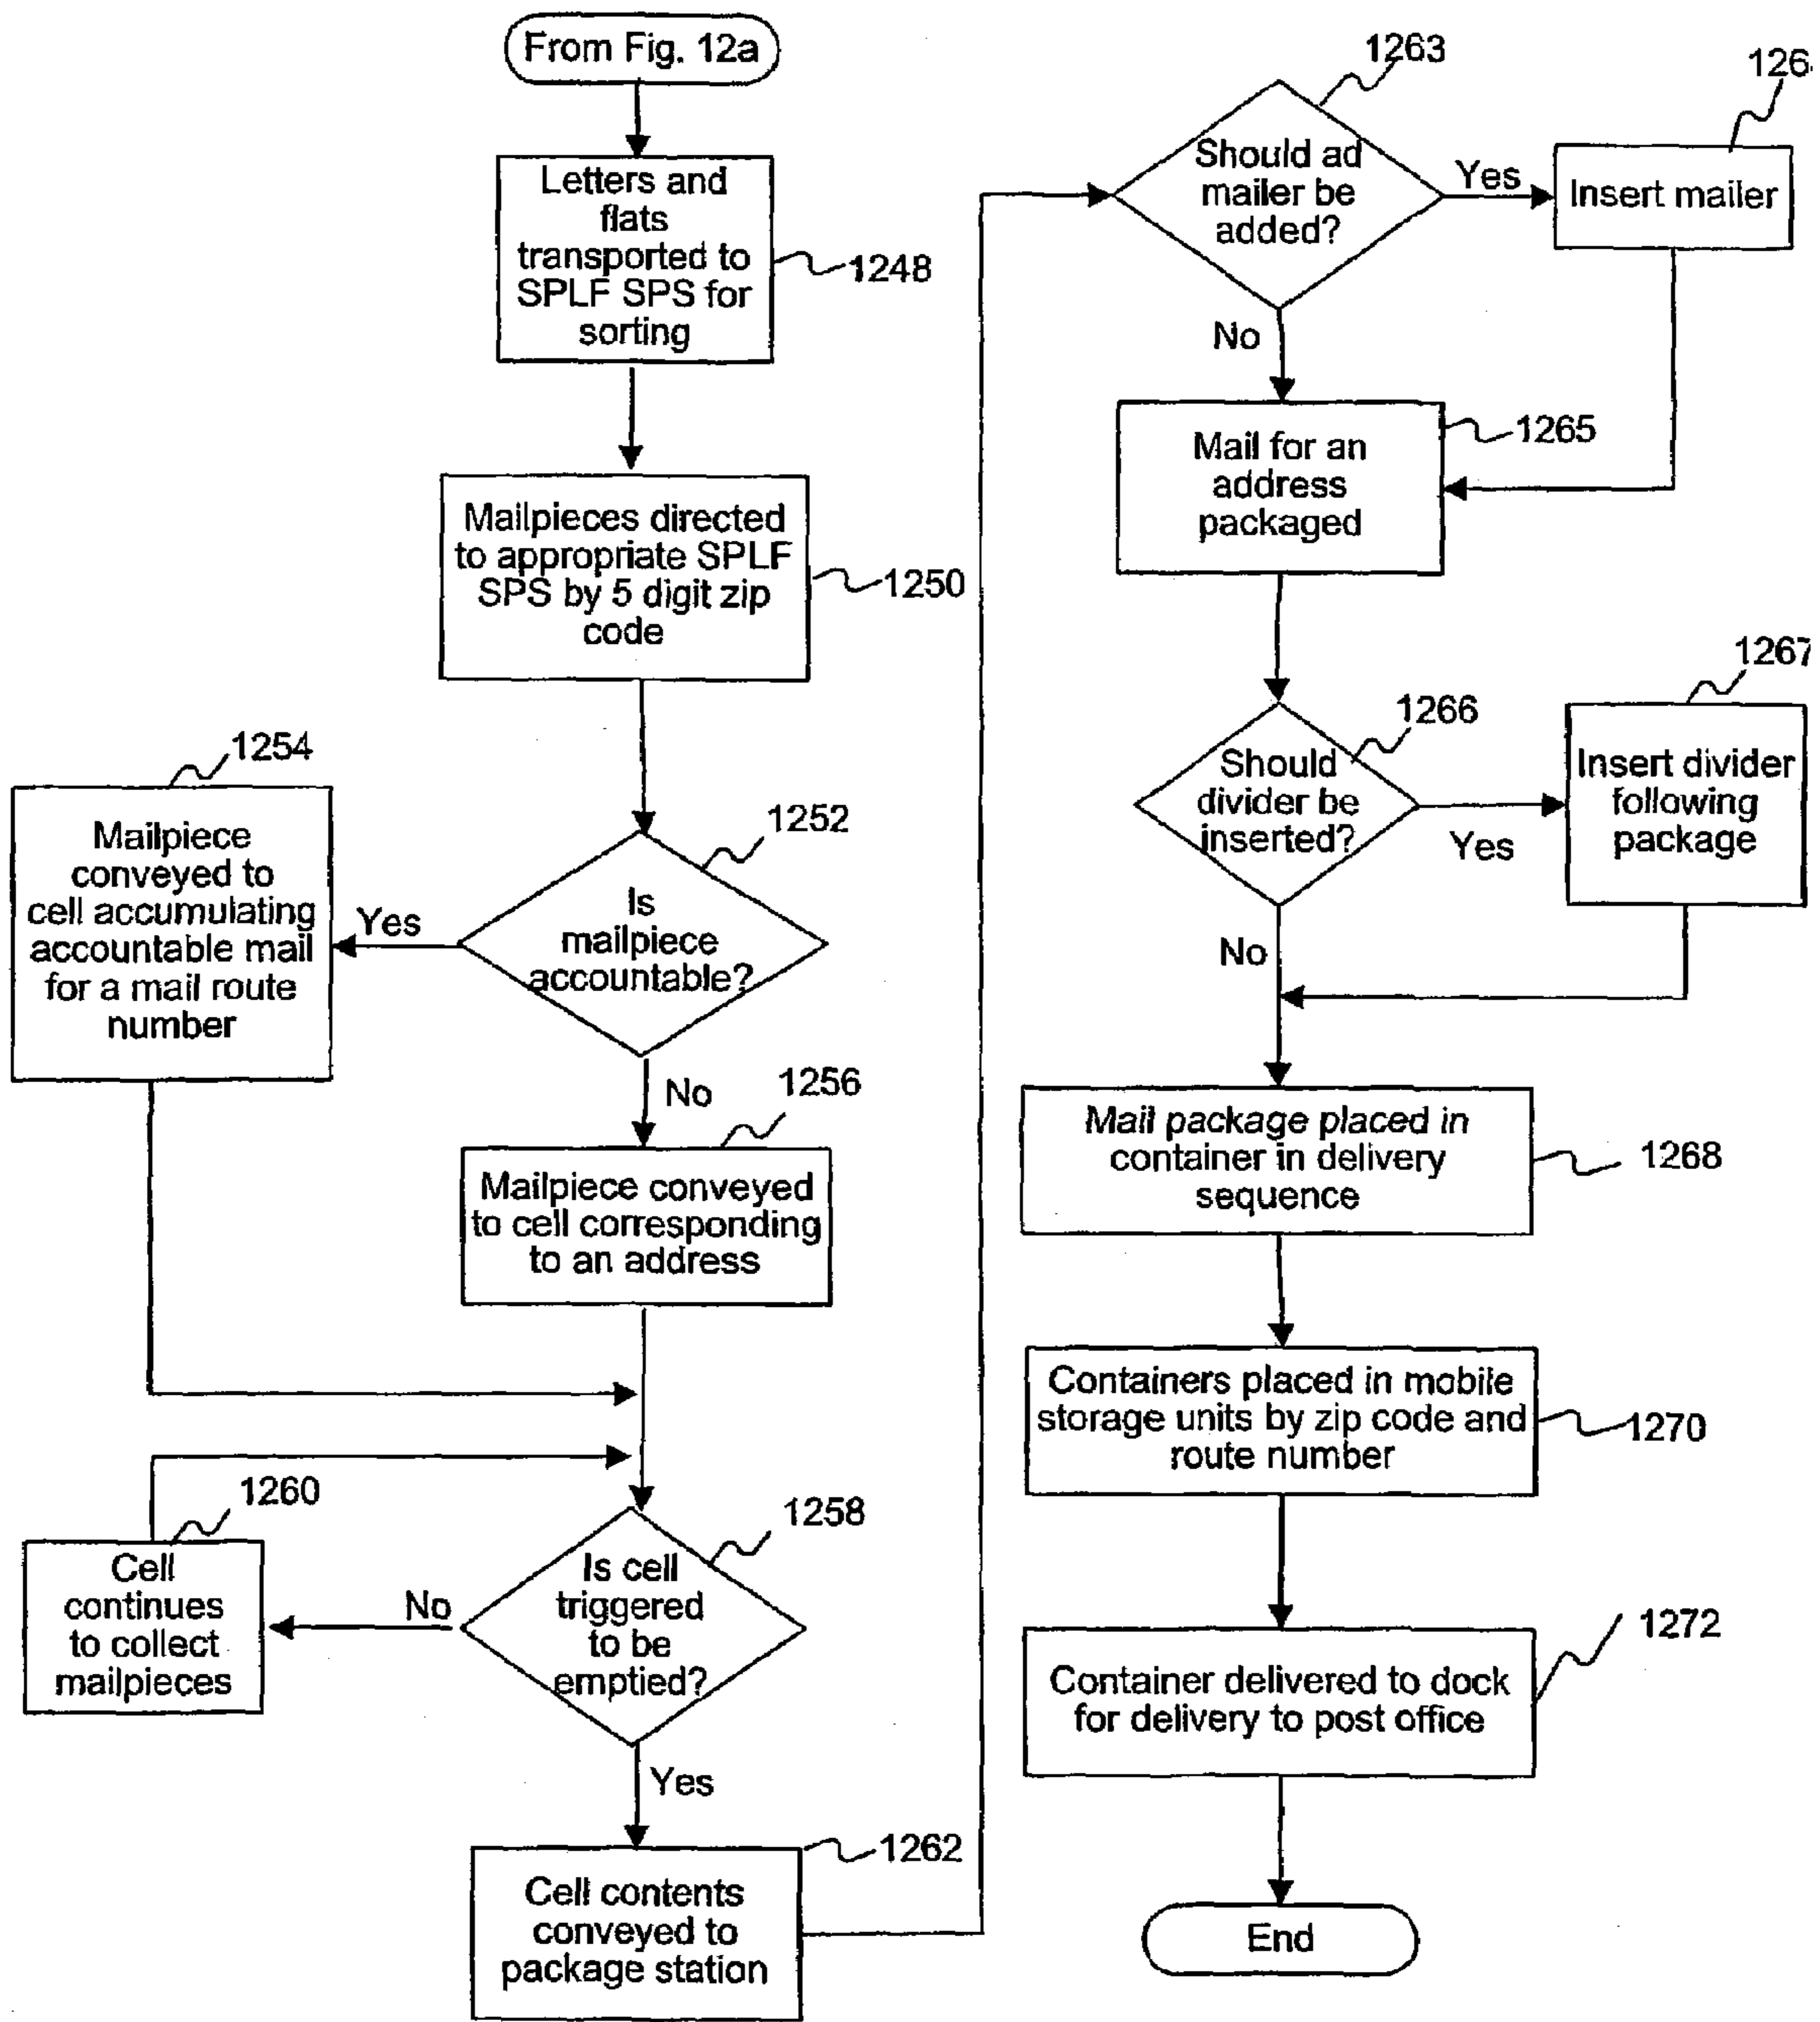 From Fig. 12a
Letters and
flats
transported to
SPLF SPS for
sorting
1248
Mailpieces directed
to appropriate SPLF
SPS by 5 digit zip
code
1250
1252
Is
mailpiece
accountable?
Yes
1254
Mailpiece
conveyed to
cell accumulating
accountable mail
for a mail route
number
No
1256
Mailpiece conveyed
to cell corresponding
to an address
1258
Is cell
triggered
to be
emptied?
No
1260
Cell
continues
to collect
mailpieces
Yes
1262
Cell contents
conveyed to
package station
1263
Should ad
mailer be
added?
Yes
126
Insert mailer
No
1265
Mail for an
address
packaged
1266
Should
divider be
inserted?
Yes
1267
Insert divider
following
package
No
Mail package placed in
container in delivery
sequence
1268
Containers placed in mobile
storage units by zip code and
route number
1270
Container delivered to dock
for delivery to post office
1272
End